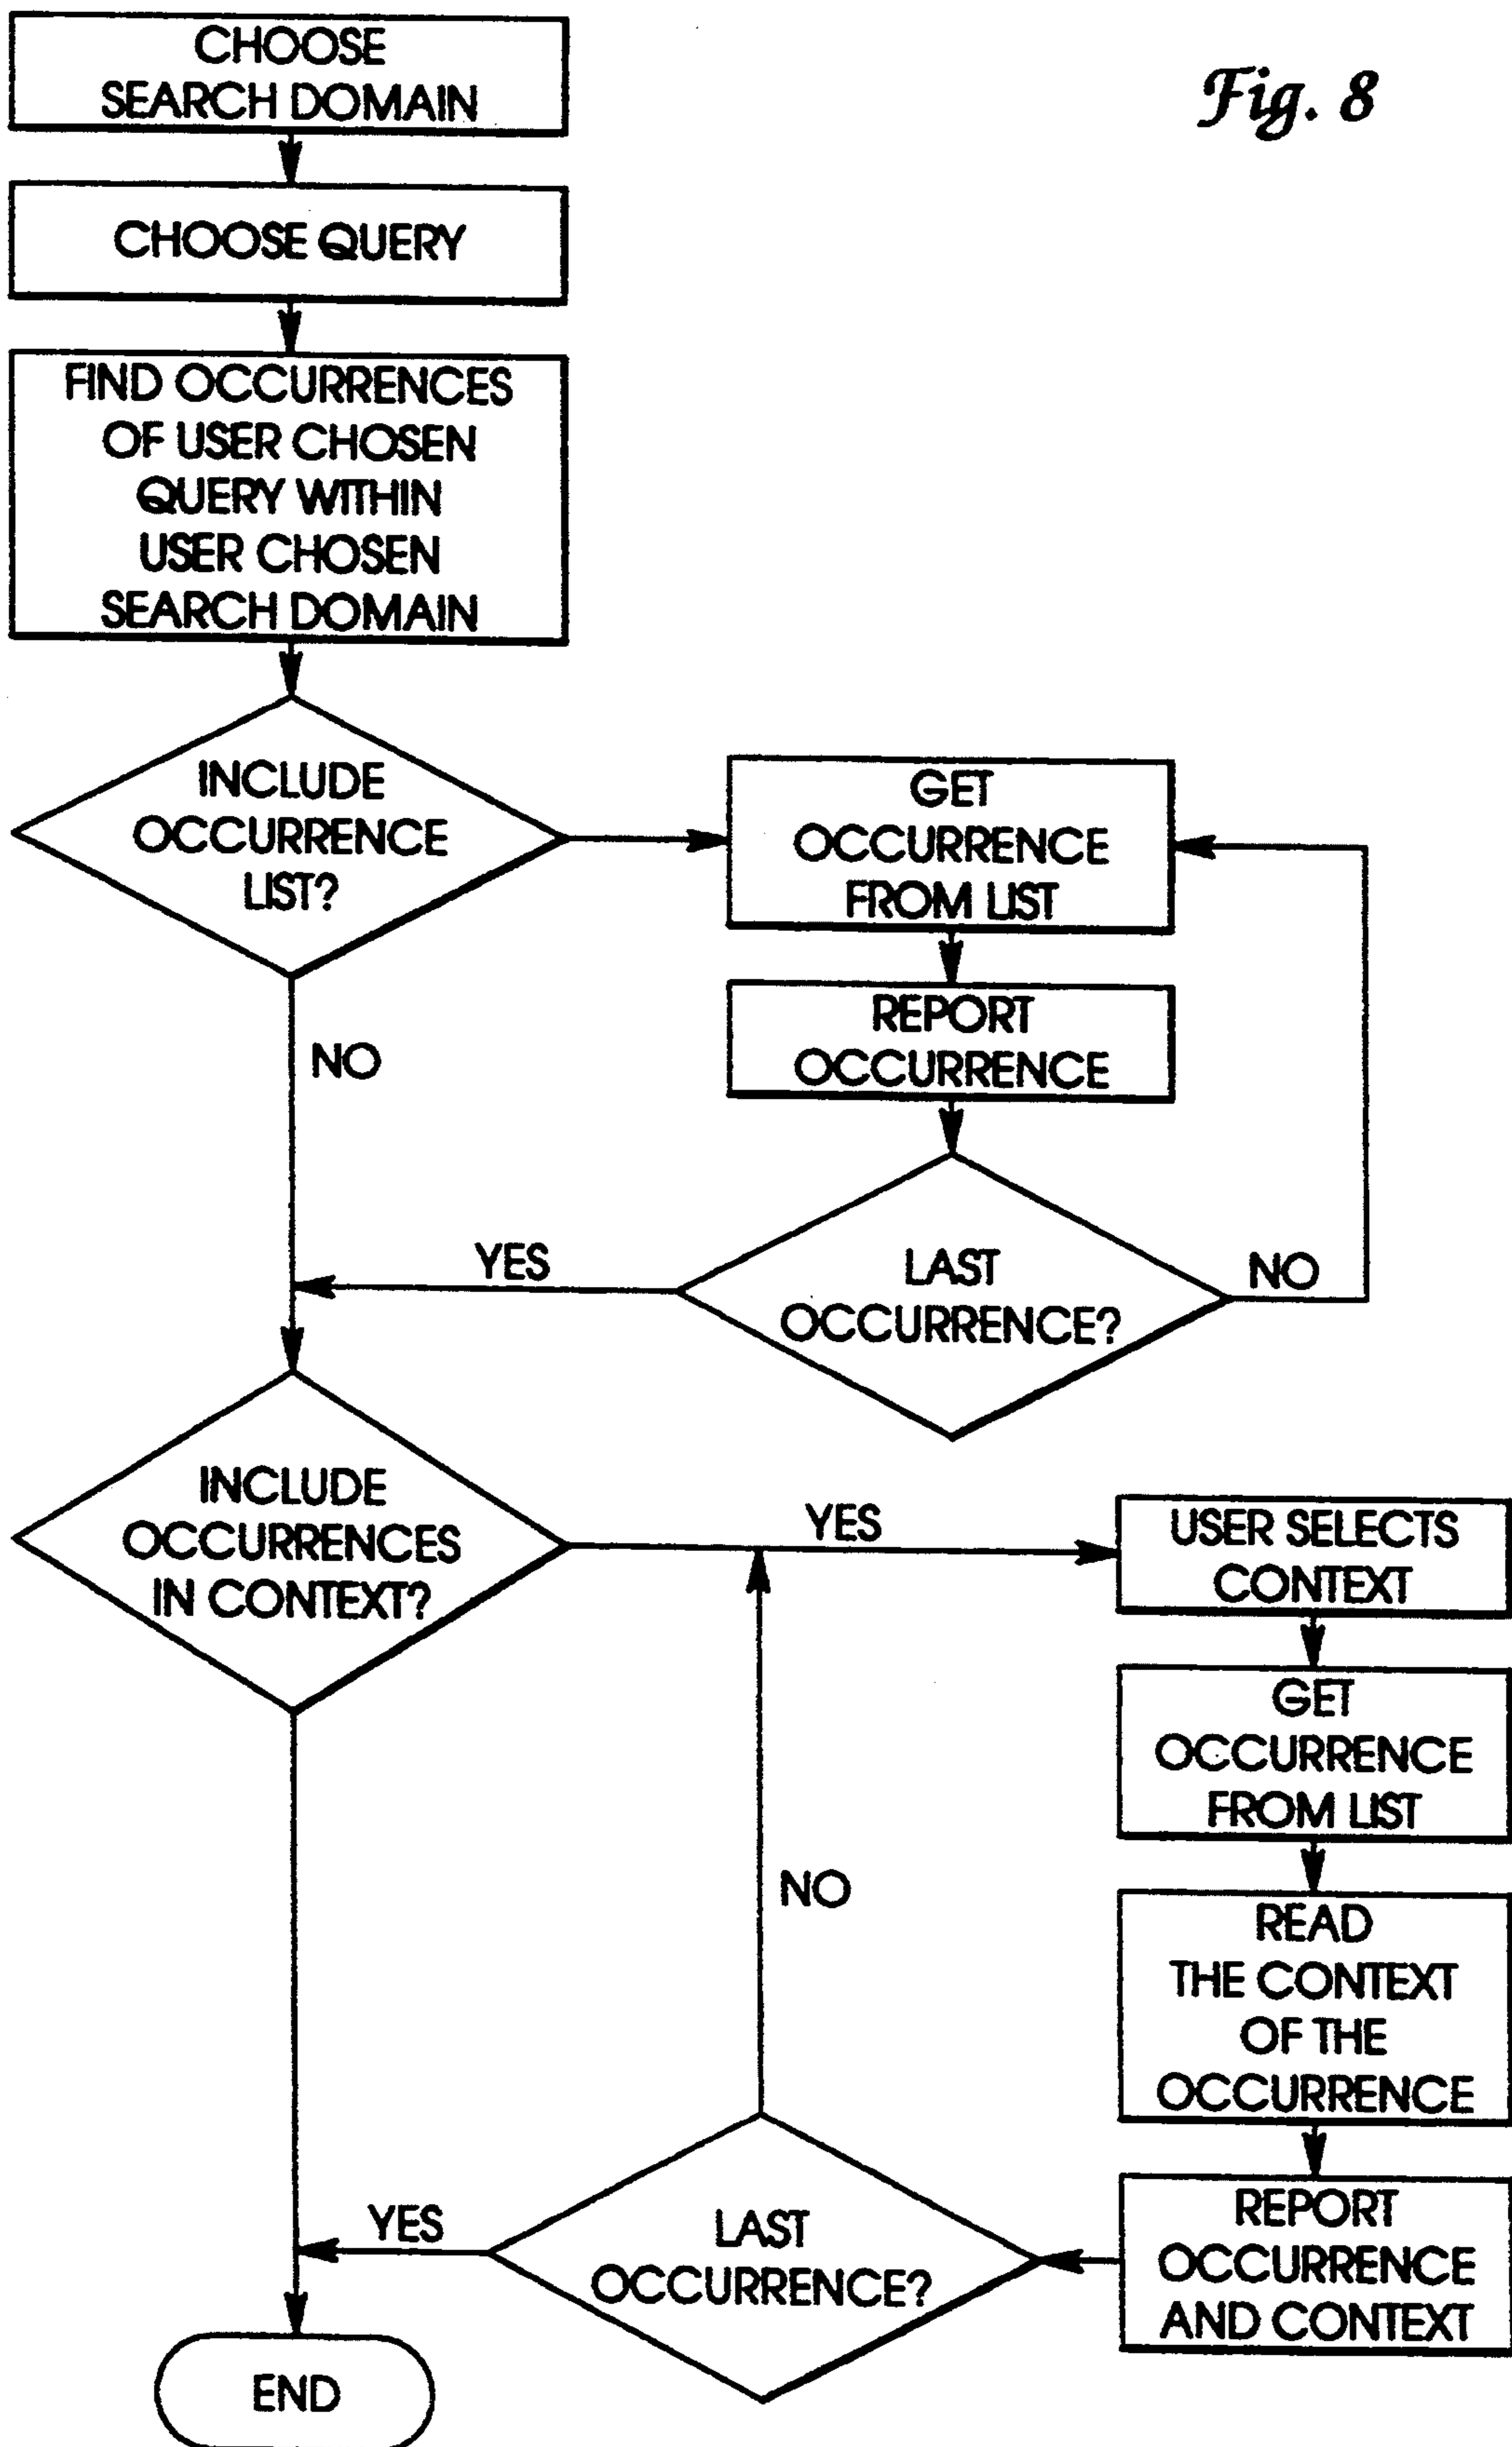 Fig. 8
CHOOSE
SEARCH DOMAIN
CHOOSE QUERY
FIND OCCURRENCES
OF USER CHOSEN
QUERY WITHIN
USER CHOSEN
SEARCH DOMAIN
INCLUDE
OCCURRENCE
LIST?
GET
OCCURRENCE
FROM LIST
REPORT
OCCURRENCE
NO
LAST
OCCURRENCE?
YES
NO
INCLUDE
OCCURRENCES
IN CONTEXT?
YES
USER SELECTS
CONTEXT
GET
OCCURRENCE
FROM LIST
READ
THE CONTEXT
OF THE
OCCURRENCE
REPORT
OCCURRENCE
AND CONTEXT
LAST
OCCURRENCE?
NO
YES
END